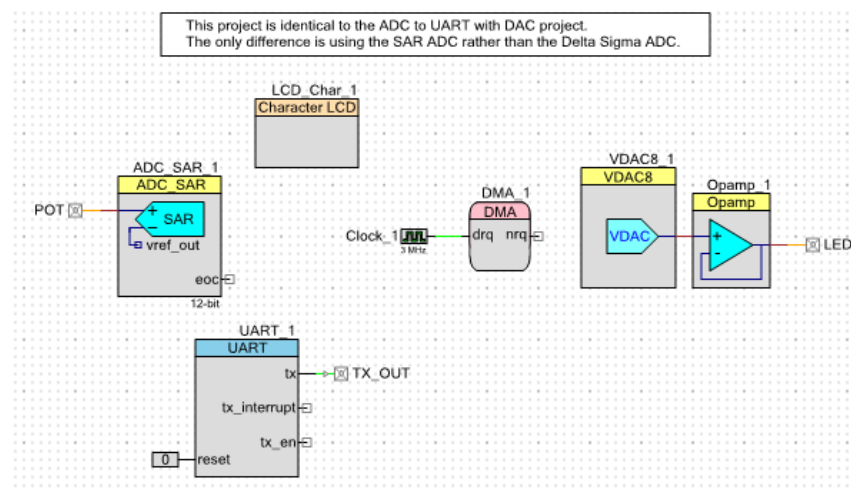 This project is identical to the ADC to UART with DAC project.
The only difference is using the SAR ADC rather than the Delta Sigma ADC.
LCD_Char_1
Character LCD
ADC_SAR_1
ADC_SAR
POT
+
SAR
-
vref_out
eoc
12-bit
Clock_1
3 MHz
DMA_1
DMA
drq nrq
VDAC8_1
VDAC8
VDAC
Opamp_1
Opamp
+
-
LED
UART_1
UART
tx
TX_OUT
tx_interrupt
tx_en
0
reset